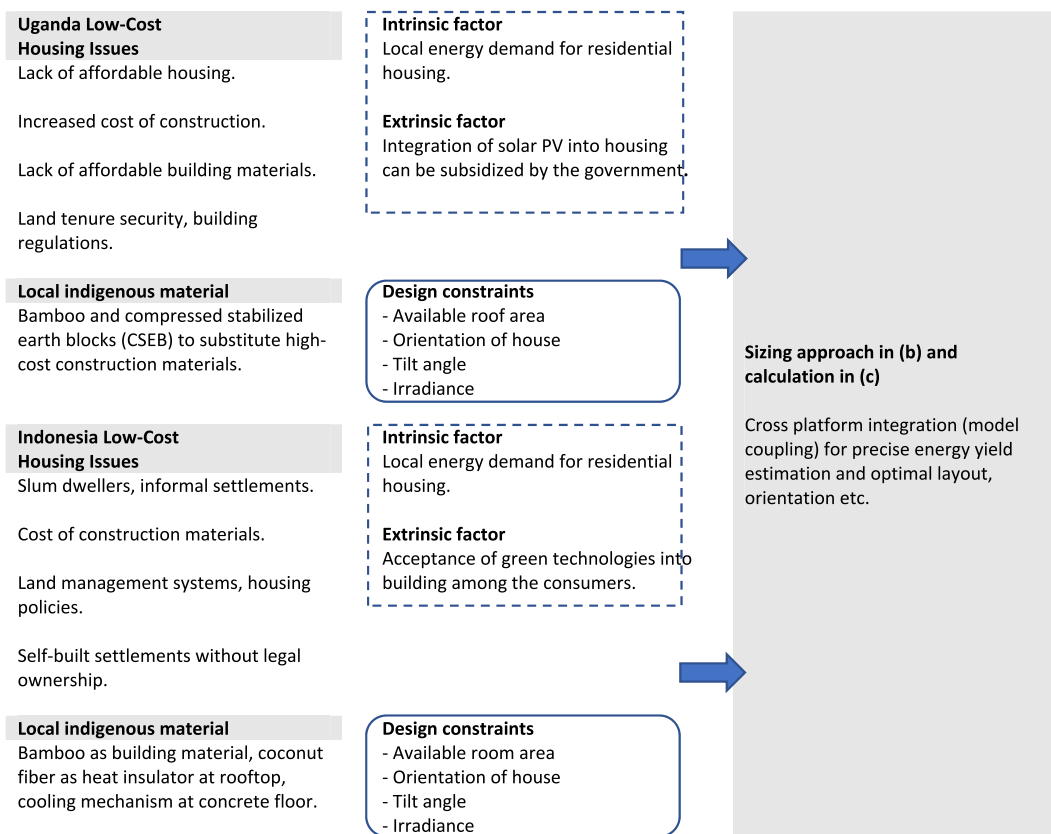 Uganda Low-Cost
Housing Issues
Lack of affordable housing.
Increased cost of construction.
Lack of affordable building materials.
Land tenure security, building
regulations.
Local indigenous material
Bamboo and compressed stabilized
earth blocks (CSEB) to substitute high-
cost construction materials.
Intrinsic factor
Local energy demand for residential
housing.
Extrinsic factor
Integration of solar PV into housing
can be subsidized by the government.
Design constraints
- Available roof area
- Orientation of house
- Tilt angle
- Irradiance
Indonesia Low-Cost
Housing Issues
Slum dwellers, informal settlements.
Cost of construction materials.
Land management systems, housing
policies.
Self-built settlements without legal
ownership.
Local indigenous material
Bamboo as building material, coconut
fiber as heat insulator at rooftop,
cooling mechanism at concrete floor.
Intrinsic factor
Local energy demand for residential
housing.
Extrinsic factor
Acceptance of green technologies into
building among the consumers.
Design constraints
- Available room area
- Orientation of house
- Tilt angle
- Irradiance
Sizing approach in (b) and
calculation in (c)
Cross platform integration (model
coupling) for precise energy yield
estimation and optimal layout,
orientation etc.